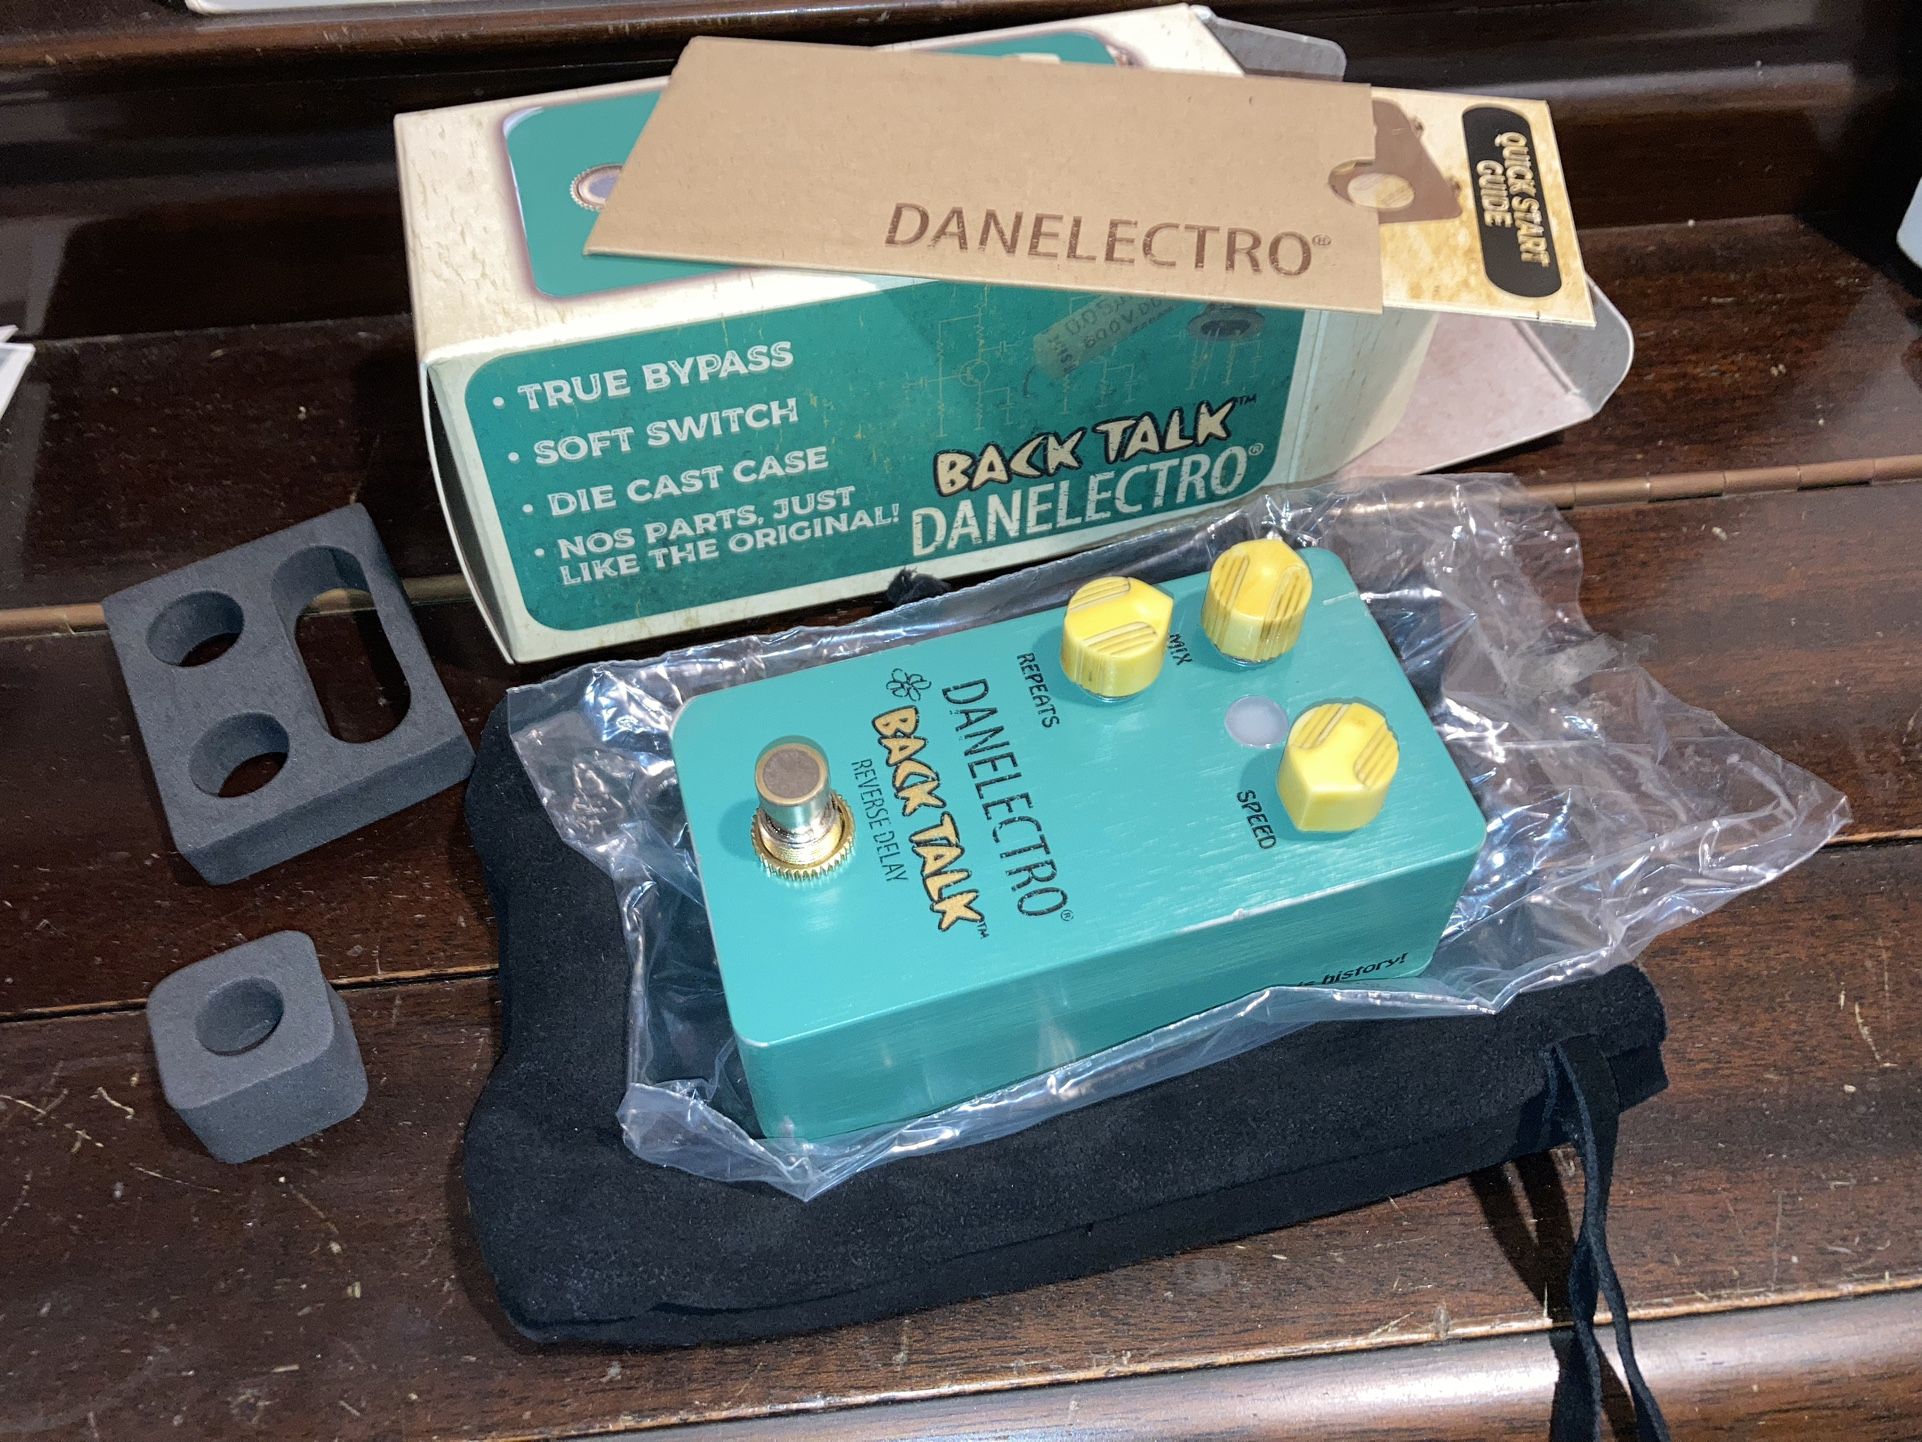 DANELECTRO®
QUICK START
GUIDE
• TRUE BYPASS
• SOFT SWITCH
• DIE CAST CASE
• NOS PARTS, JUST
LIKE THE ORIGINAL!
BACK TALK™
DANELECTRO®
MIX
REPEATS
SPEED
DANELECTRO®
BACK TALK™
REVERSE DELAY
history!